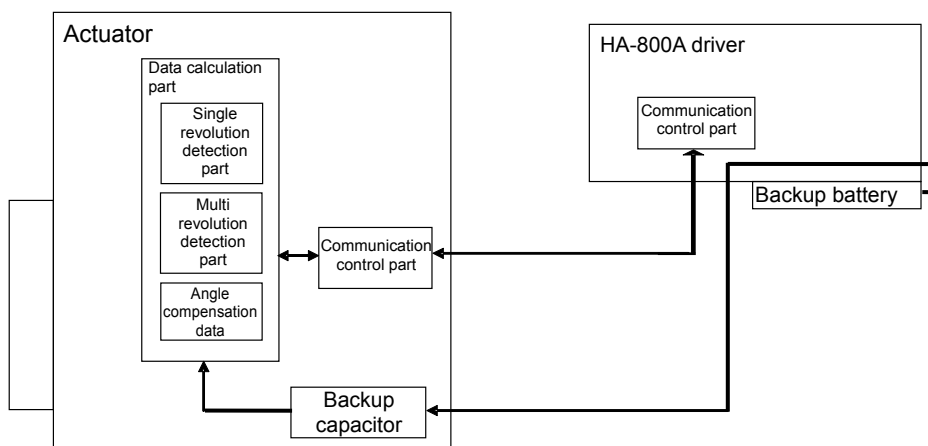 Actuator
Data calculation
part
Single
revolution
detection
part
Multi
revolution
detection
part
Angle
compensation
data
Communication
control part
Backup
capacitor
HA-800A driver
Communication
control part
Backup battery